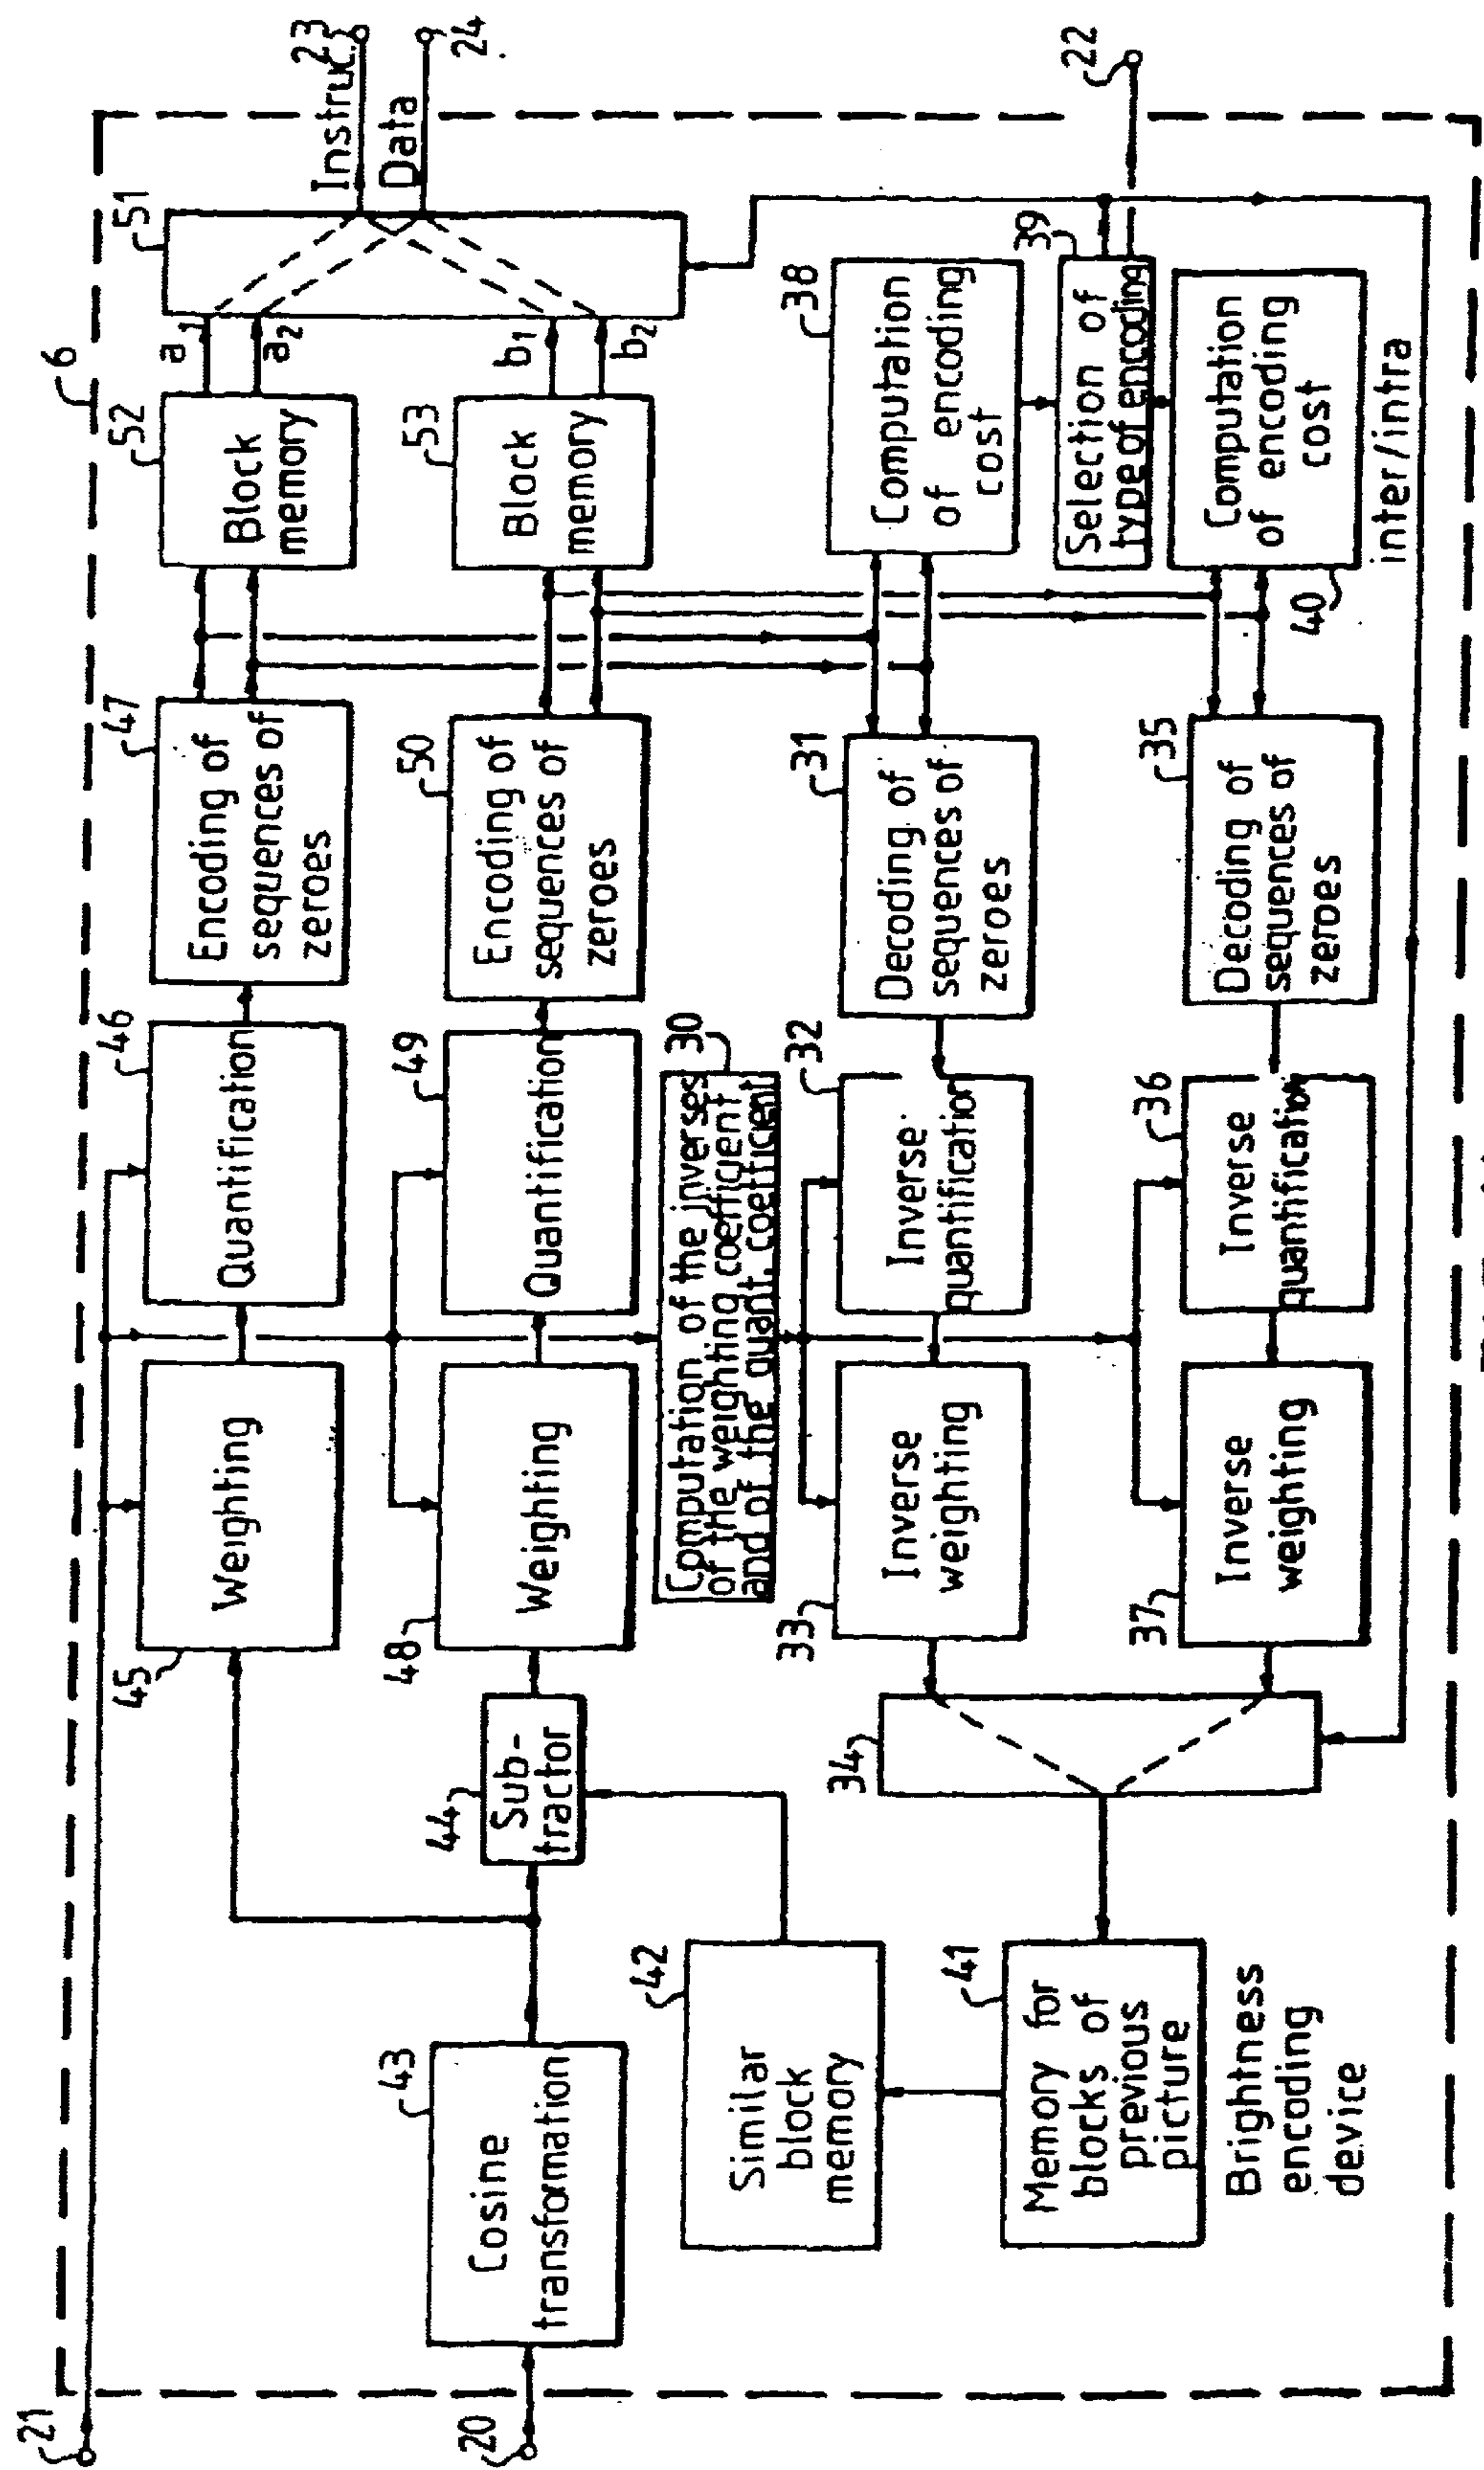 6
21
20
43
Cosine
transformation
44
Sub-
tractor
42
Similar
block
memory
41
Memory for
blocks of
previous
picture
Brightness
encoding
device
45
Weighting
46
Quantification
47
Encoding of
sequences of
zeroes
52
Block
memory
a1
a2
51
Instruc.
23
Data
24
48
Weighting
49
Quantification
50
Encoding of
sequences of
zeroes
53
Block
memory
b1
b2
30
Computation of the inverses
of the weighting coefficient
and of the quant. coefficient
34
33
Inverse
weighting
32
Inverse
quantification
31
Decoding of
sequences of
zeroes
38
Computation
of encoding
cost
39
Selection of
type of encoding
22
37
Inverse
weighting
36
Inverse
quantification
35
Decoding of
sequences of
zeroes
40
Computation
of encoding
cost
inter/intra